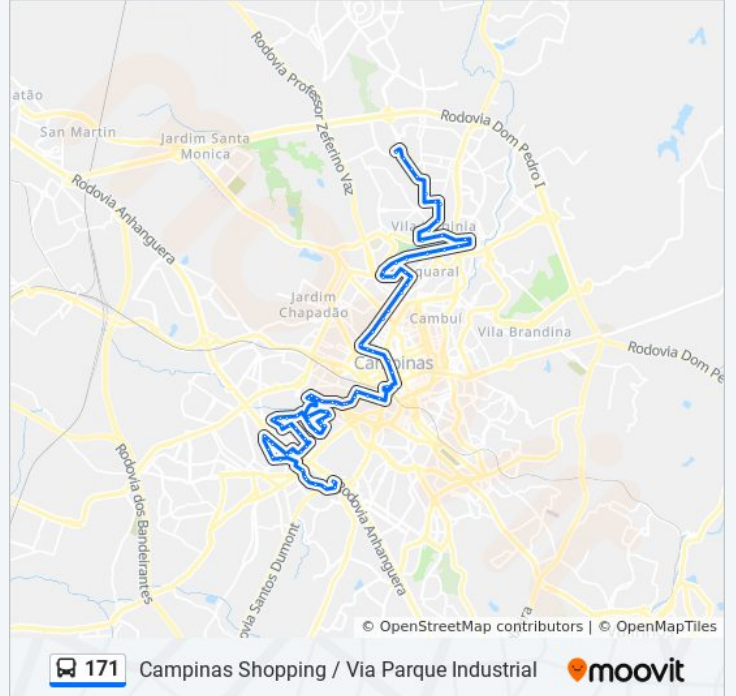 Rodovia Professor Zeferino Vaz
atão
San Martin
Jardim Santa
Monica
Rodovia Dom Pedro I
Rodovia Anhanguera
Jardim
Chapadão
Cambuí
Vila Brandina
Campinas
Rodovia Dom Pe
Rodovia dos Bandeirantes
ovia Santos Dumont
Rodovia Anhanguera
© OpenStreetMap contributors | © OpenMapTiles
171 Campinas Shopping / Via Parque Industrial
moovit